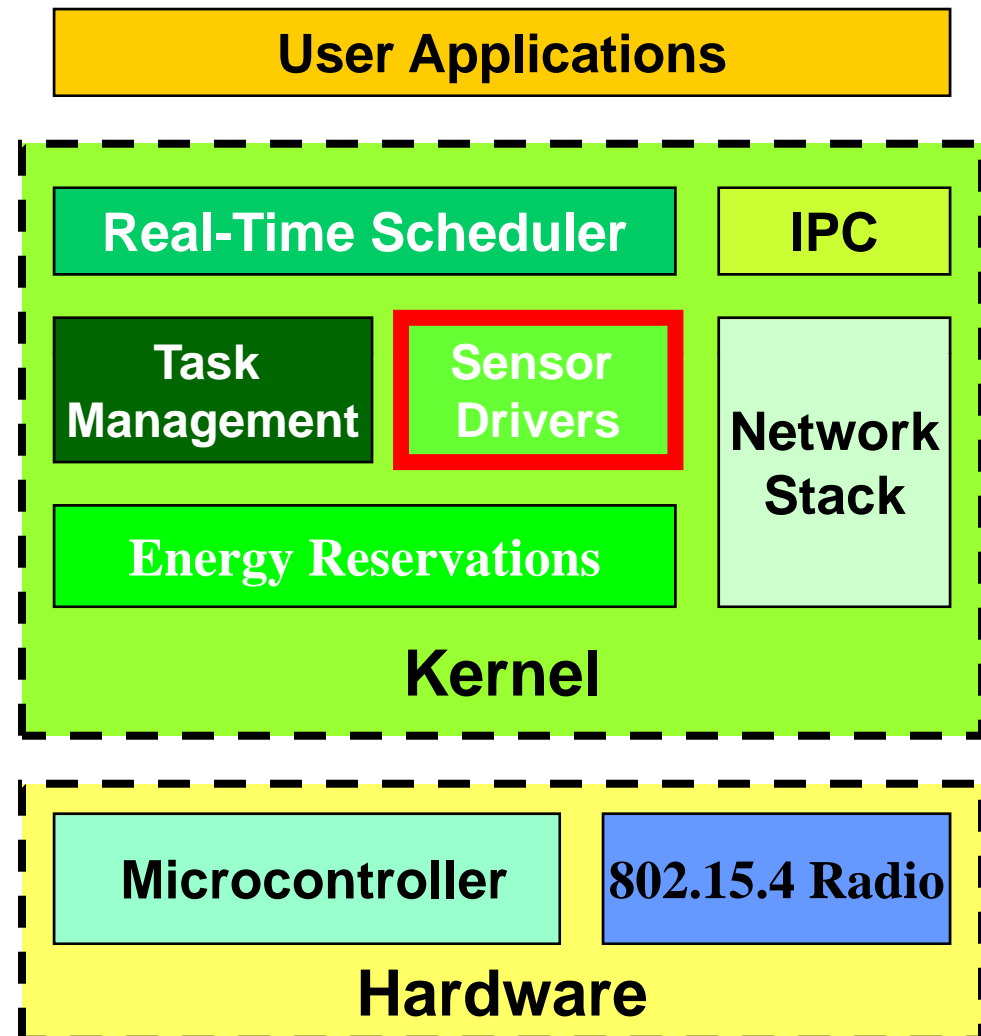 User Applications
Real-Time Scheduler
IPC
Task
Management
Sensor
Drivers
Network
Stack
Energy Reservations
Kernel
Microcontroller
802.15.4 Radio
Hardware